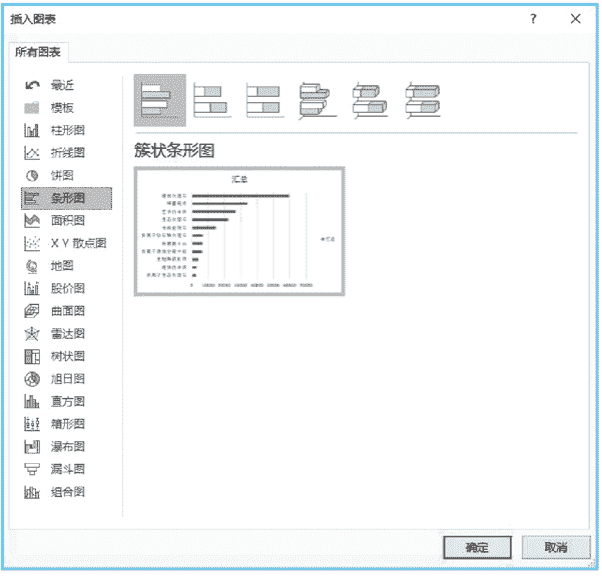 插入图表
?
所有图表
最近
模板
柱形图
折线图
饼图
条形图
面积图
X Y 散点图
地图
股价图
曲面图
雷达图
树状图
旭日图
直方图
箱形图
瀑布图
漏斗图
组合图
簇状条形图
汇总
确定
取消